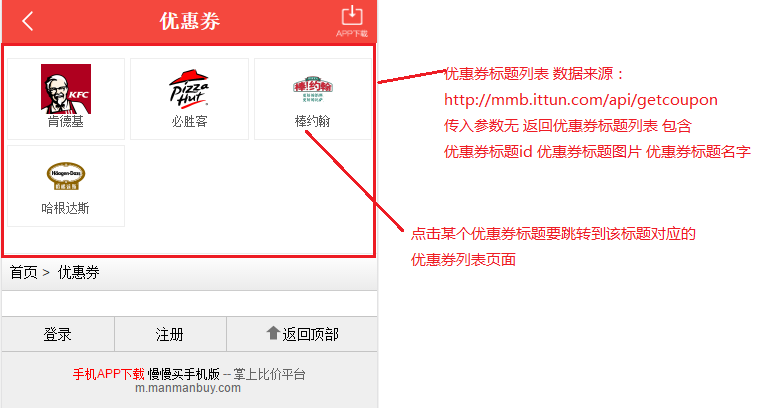 优惠券
APP下载
KFC
肯德基
Pizza Hut
必胜客
棒约翰
棒约翰
Häagen-Dazs
哈根达斯
优惠券标题列表 数据来源：
http://mmb.ittun.com/api/getcoupon
传入参数无 返回优惠券标题列表 包含
优惠券标题id 优惠券标题图片 优惠券标题名字
点击某个优惠券标题要跳转到该标题对应的
优惠券列表页面
首页 > 优惠券
登录
注册
返回顶部
手机APP下载 慢慢买手机版 -- 掌上比价平台
m.manmanbuy.com